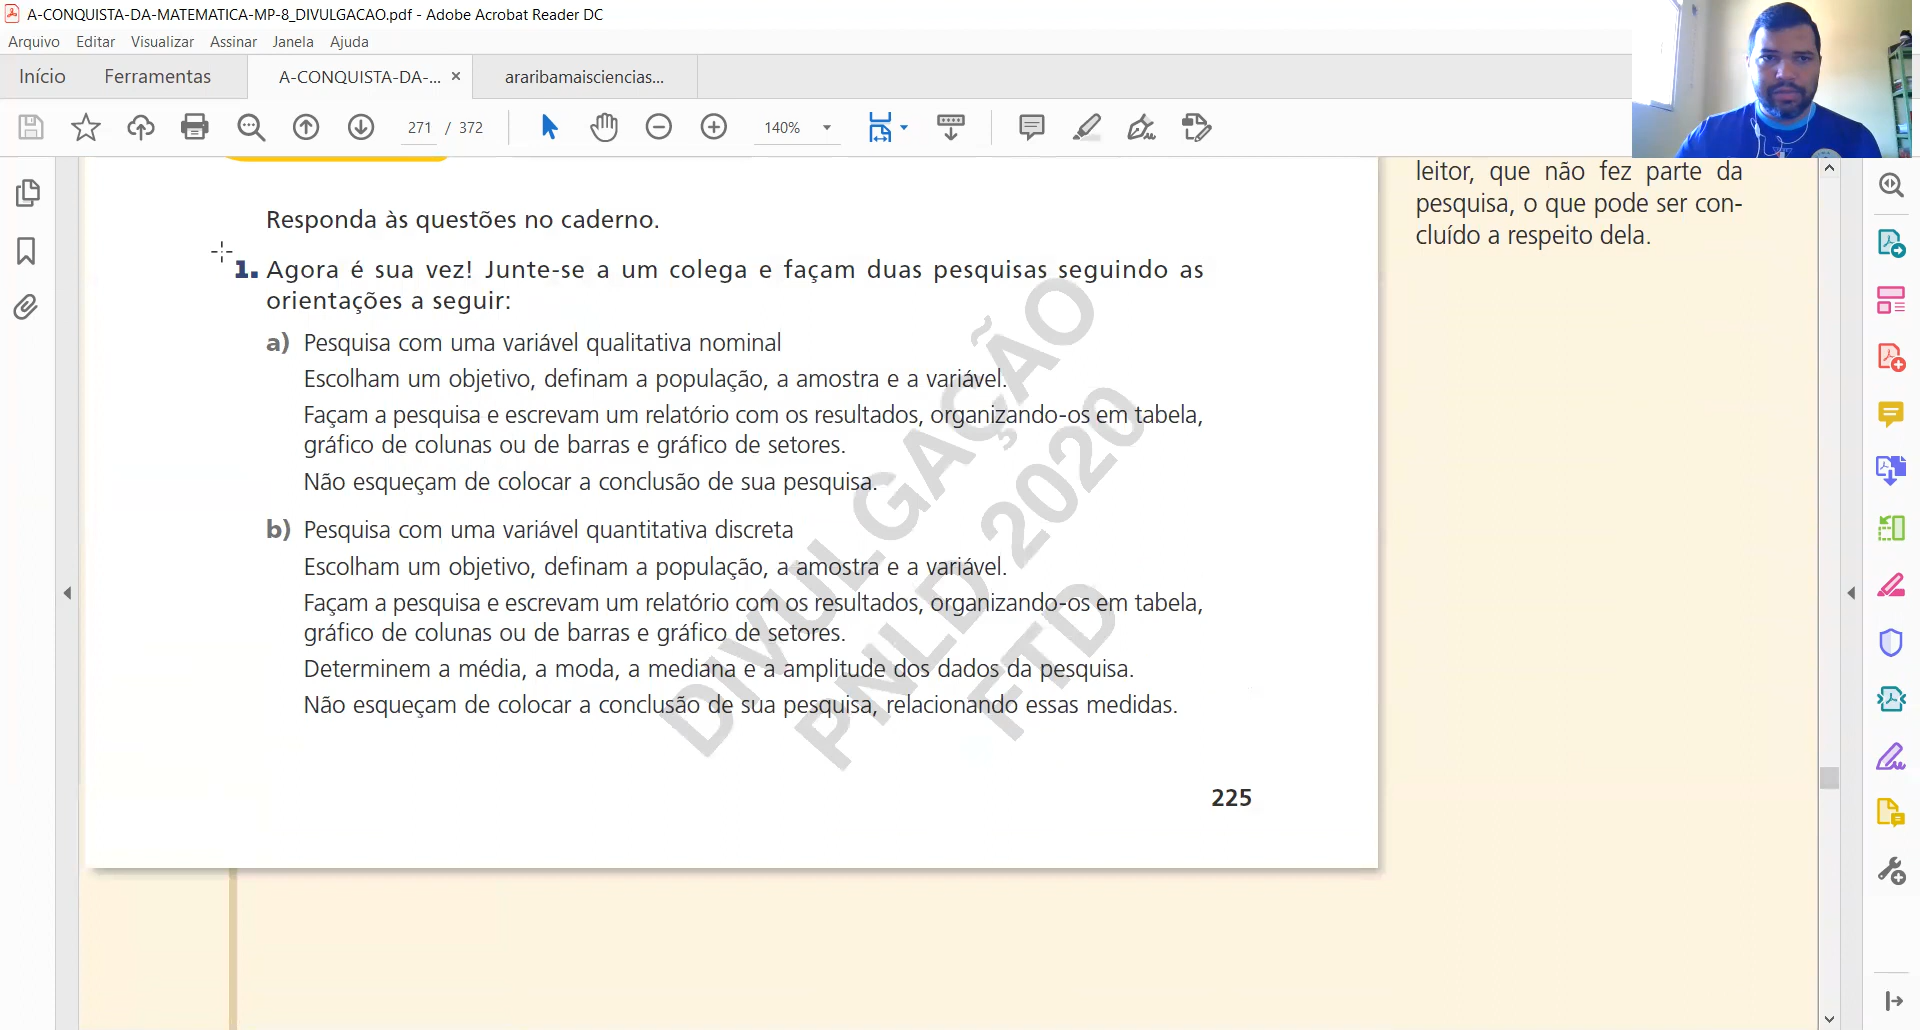 A-CONQUISTA-DA-MATEMATICA-MP-8_DIVULGACAO.pdf - Adobe Acrobat Reader DC
Arquivo Editar Visualizar Assinar Janela Ajuda
Início Ferramentas A-CONQUISTA-DA-... × araribamaisciencias...
271 / 372 140%
leitor, que não fez parte da
pesquisa, o que pode ser con-
cluído a respeito dela.
Responda às questões no caderno.
1. Agora é sua vez! Junte-se a um colega e façam duas pesquisas seguindo as
orientações a seguir:
a) Pesquisa com uma variável qualitativa nominal
Escolham um objetivo, definam a população, a amostra e a variável.
Façam a pesquisa e escrevam um relatório com os resultados, organizando-os em tabela,
gráfico de colunas ou de barras e gráfico de setores.
Não esqueçam de colocar a conclusão de sua pesquisa.
b) Pesquisa com uma variável quantitativa discreta
Escolham um objetivo, definam a população, a amostra e a variável.
Façam a pesquisa e escrevam um relatório com os resultados, organizando-os em tabela,
gráfico de colunas ou de barras e gráfico de setores.
Determinem a média, a moda, a mediana e a amplitude dos dados da pesquisa.
Não esqueçam de colocar a conclusão de sua pesquisa, relacionando essas medidas.
DIVULGAÇÃO
PNLD 2020
FTD
225